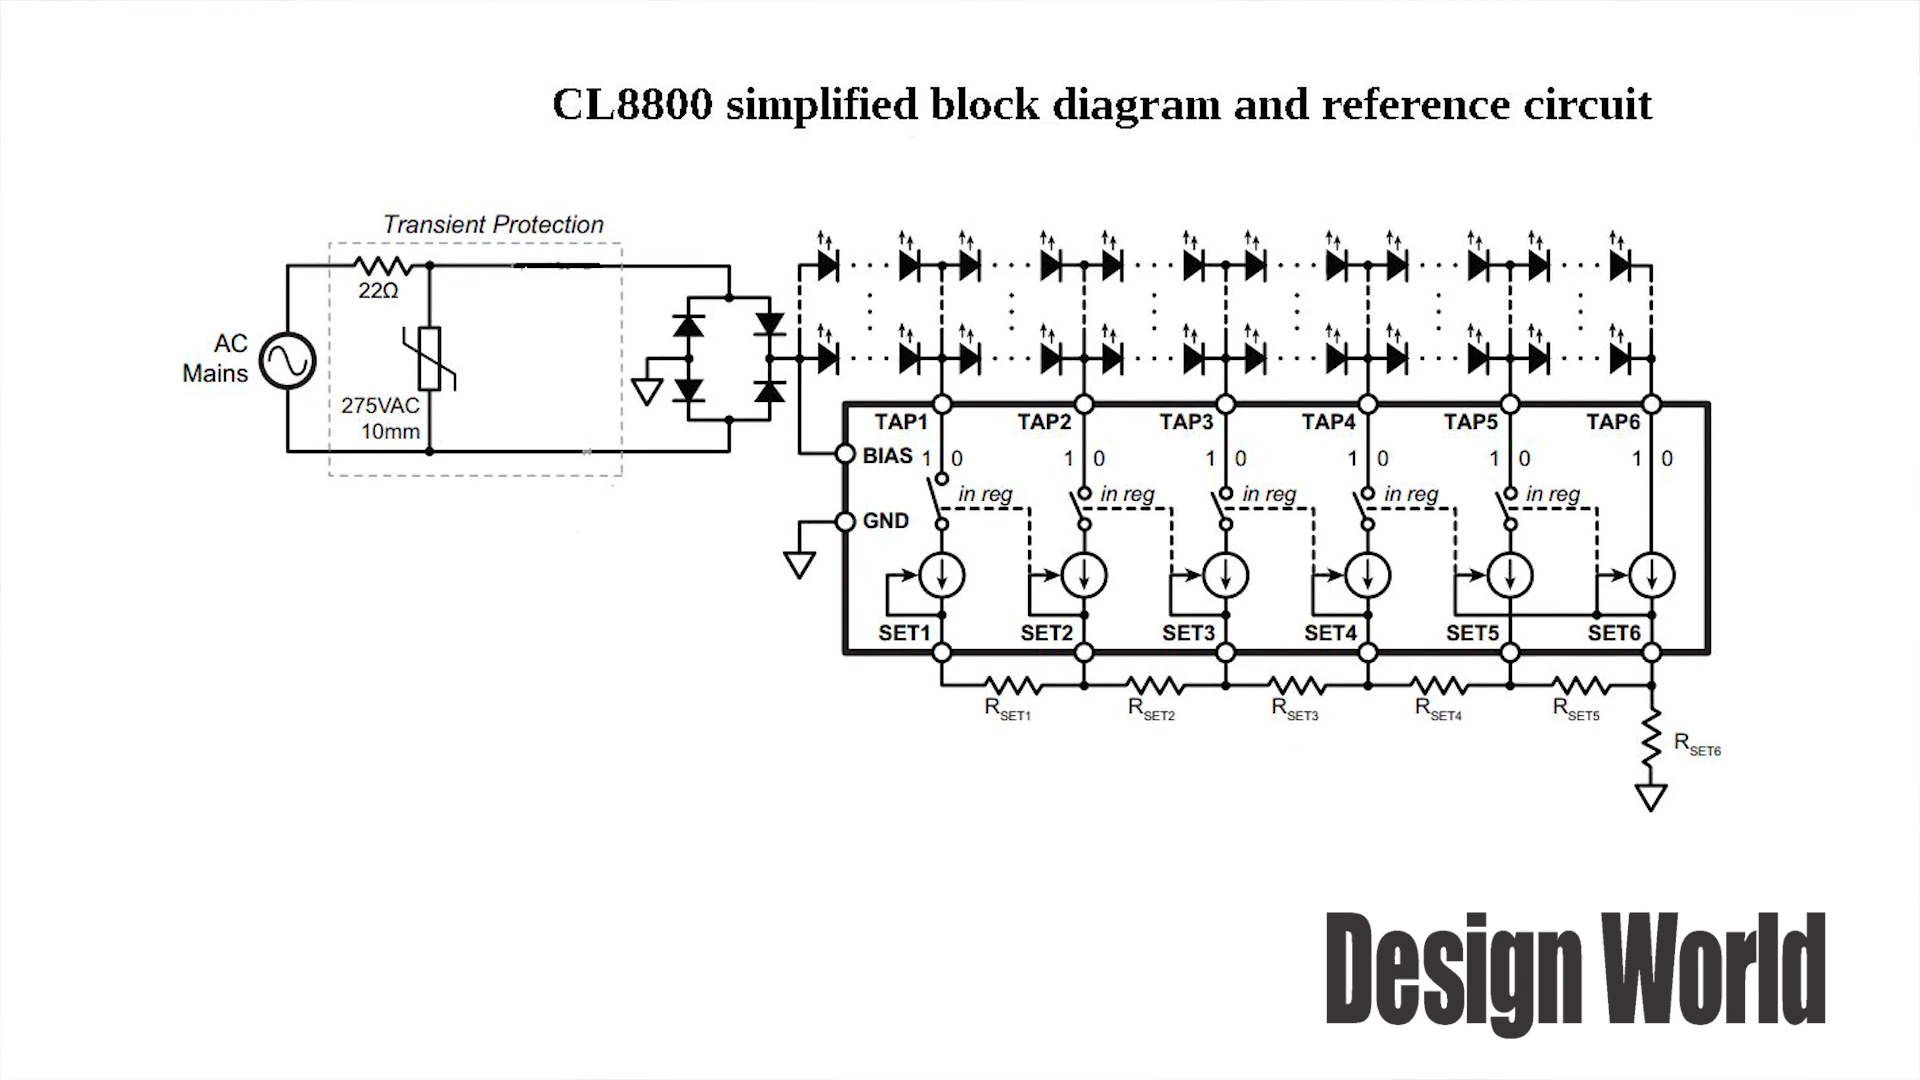 CL8800 simplified block diagram and reference circuit
Transient Protection
22Ω
AC
Mains
275VAC
10mm
TAP1 TAP2 TAP3 TAP4 TAP5 TAP6
BIAS 1 0 1 0 1 0 1 0 1 0 1 0
in reg in reg in reg in reg in reg
GND
SET1 SET2 SET3 SET4 SET5 SET6
RSET1 RSET2 RSET3 RSET4 RSET5
RSET6
Design World